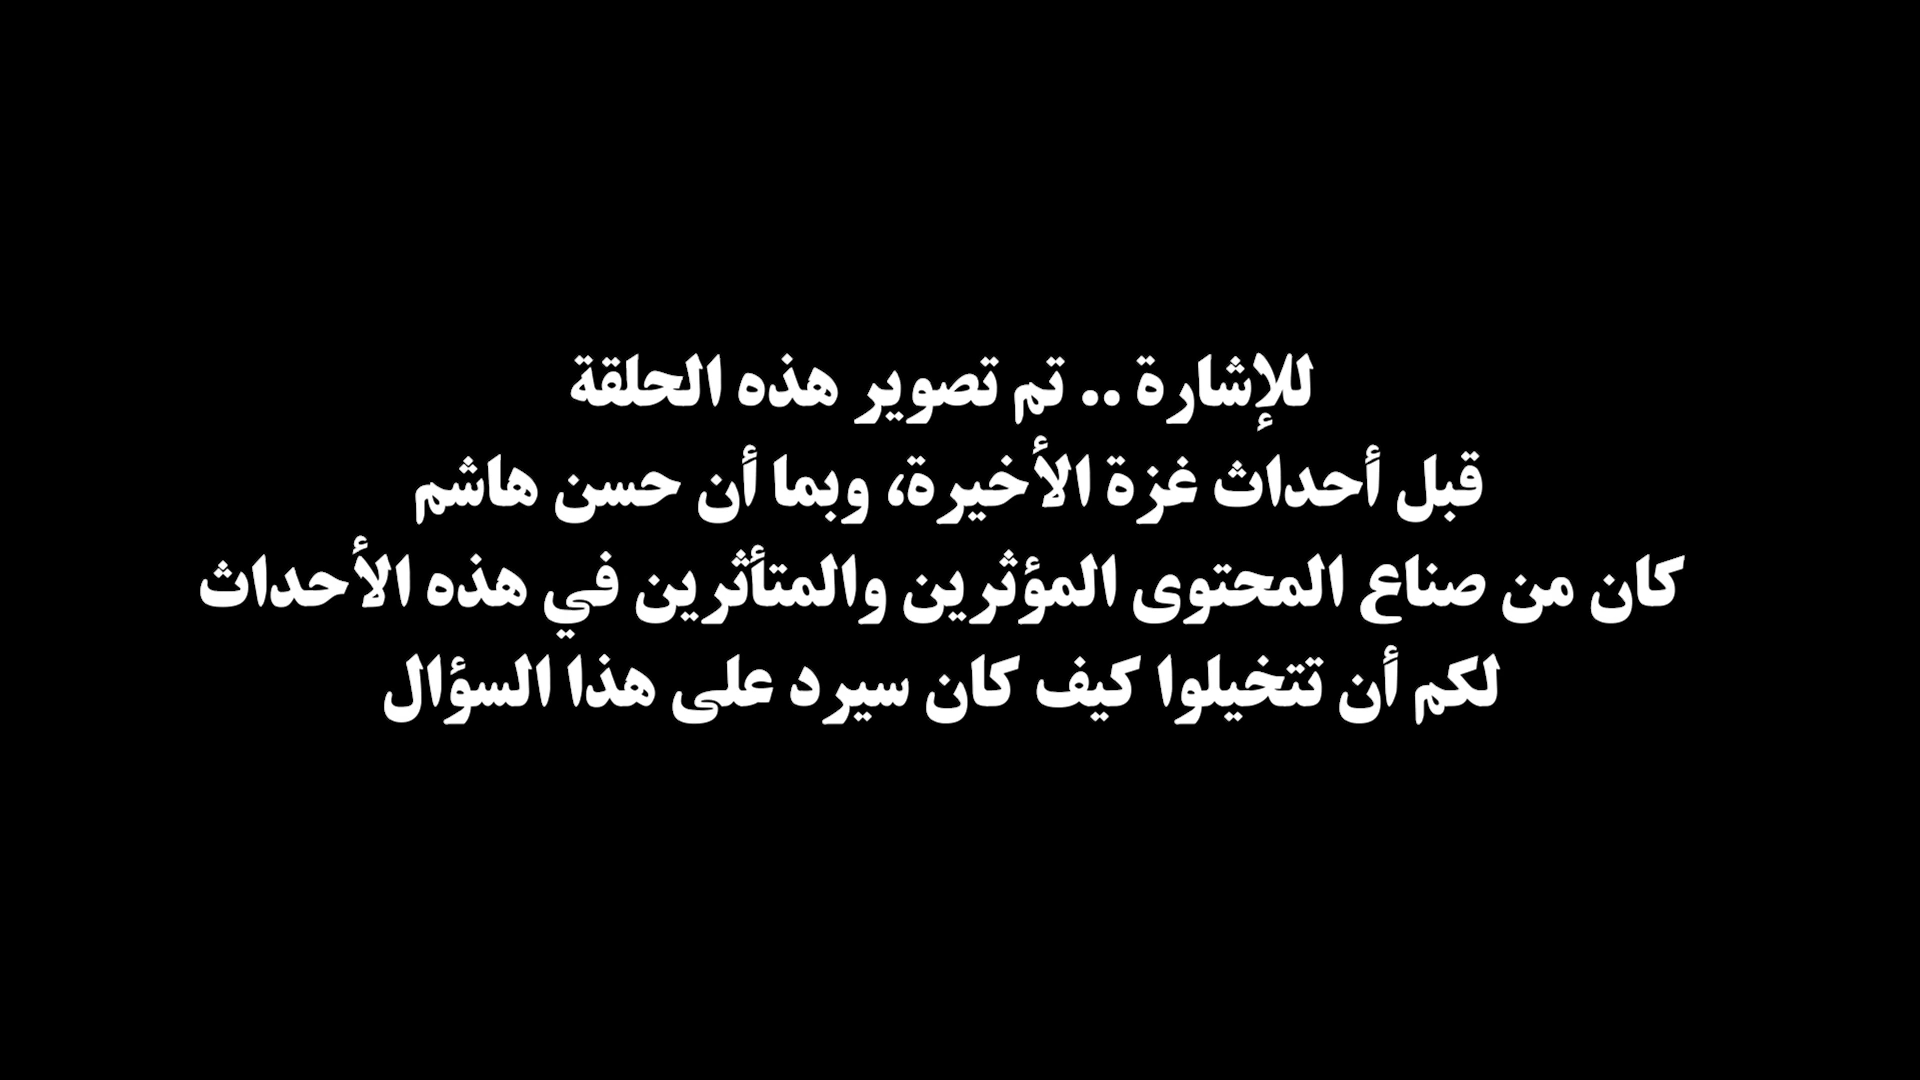 للإشارة .. تم تصوير هذه الحلقة
قبل أحداث غزة الأخيرة، وبما أن حسن هاشم
كان من صناع المحتوى المؤثرين والمتأثرين في هذه الأحداث
لكم أن تتخيلوا كيف كان سيرد على هذا السؤال